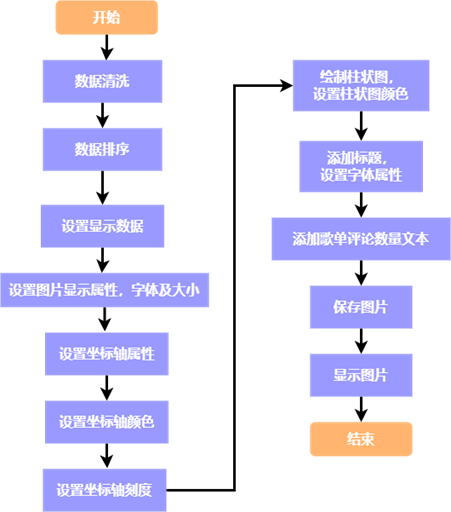 开始
数据清洗
数据排序
设置显示数据
设置图片显示属性，字体及大小
设置坐标轴属性
设置坐标轴颜色
设置坐标轴刻度
绘制柱状图，
设置柱状图颜色
添加标题，
设置字体属性
添加歌单评论数量文本
保存图片
显示图片
结束